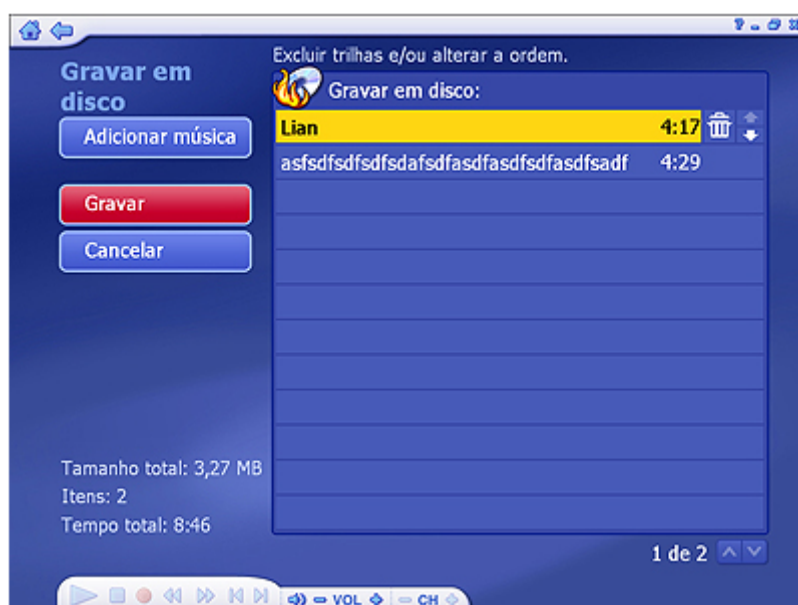 Excluir trilhas e/ou alterar a ordem.
Gravar em
disco
Gravar em disco:
Adicionar música
Lian 4:17
asfsdfsdfsdfsdafsdfasdfasdfsdfasdfsadf 4:29
Gravar
Cancelar
Tamanho total: 3,27 MB
Itens: 2
Tempo total: 8:46
1 de 2
VOL
CH